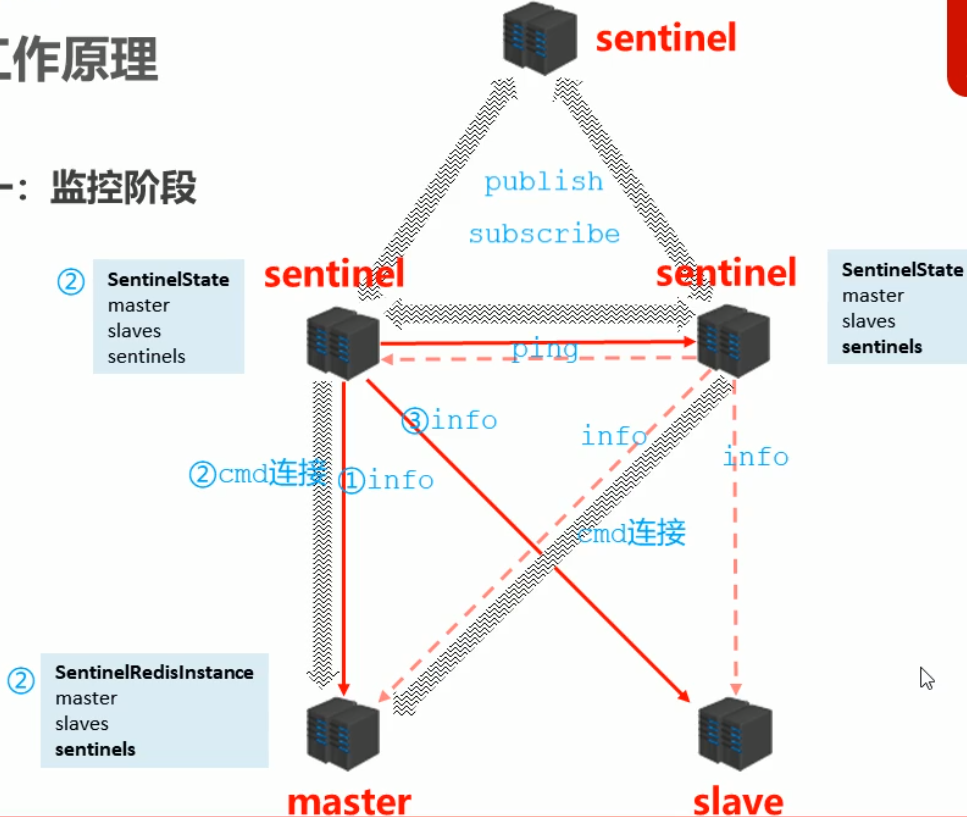 sentinel
工作原理
一：监控阶段
publish
subscribe
②
SentinelState
master
slaves
sentinels
sentinel
sentinel
SentinelState
master
slaves
sentinels
ping
③info
info
info
②cmd连接
①info
cmd连接
②
SentinelRedisInstance
master
slaves
sentinels
master
slave